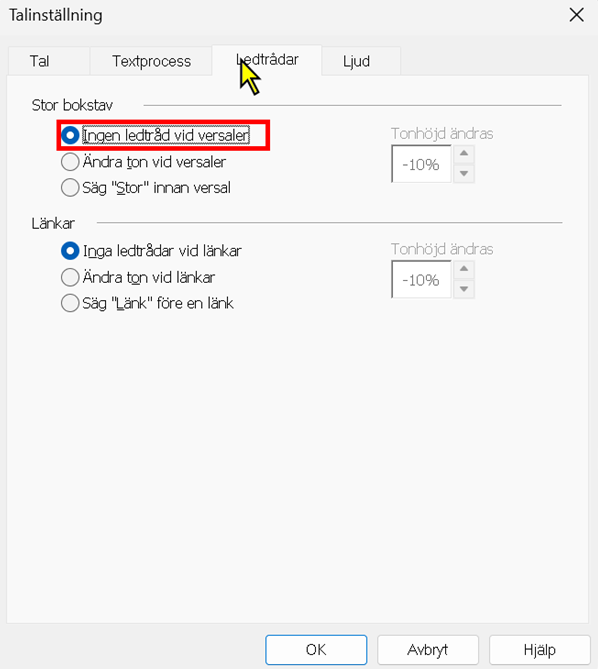 Talinställning
Tal Textprocess Ledtrådar Ljud
Stor bokstav
Ingen ledtråd vid versaler Tonhöjd ändras
Ändra ton vid versaler -10%
Säg "Stor" innan versal
Länkar
Inga ledtrådar vid länkar Tonhöjd ändras
Ändra ton vid länkar -10%
Säg "Länk" före en länk
OK Avbryt Hjälp